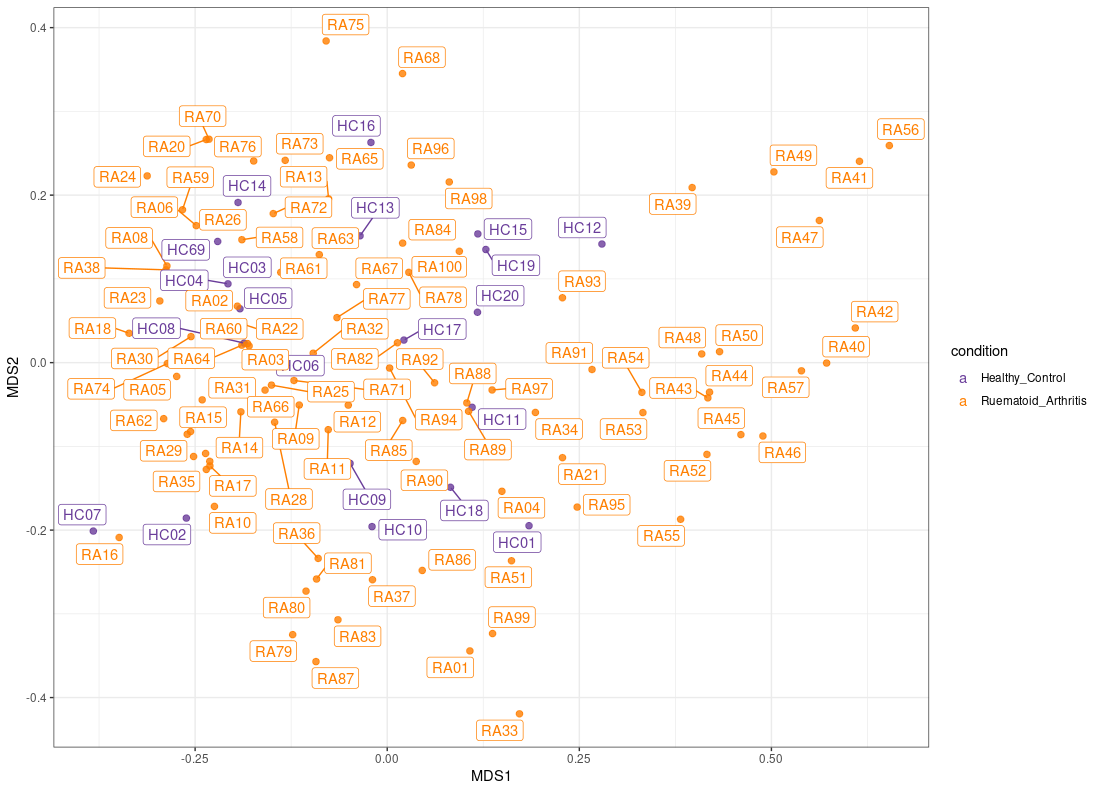 RA75
0.4
RA68
RA70
HC16
RA56
RA20
RA76
RA73
RA65
RA96
RA49
RA24
RA59
RA13
RA41
HC14
RA98
0.2
RA39
RA06
RA26
RA72
HC13
RA08
RA58
RA63
RA84
HC15
HC12
RA47
HC69
RA38
HC04
HC03
RA61
RA67
RA100
HC19
RA23
RA02
HC05
RA77
RA78
HC20
RA93
RA18
HC08
RA60
RA22
RA32
HC17
RA42
RA30
RA64
RA03
HC06
RA82
RA92
RA91
RA54
RA48
RA50
RA40
0.0
RA74
RA05
RA31
RA25
RA71
RA88
RA97
RA43
RA44
RA57
RA62
RA15
RA66
RA12
RA94
HC11
RA34
RA53
RA45
RA29
RA14
RA09
RA85
RA89
RA46
RA35
RA17
RA11
RA90
RA21
RA52
RA28
HC09
HC18
RA04
RA95
HC07
RA10
-0.2
HC02
RA36
HC10
HC01
RA55
RA16
RA81
RA86
RA51
RA80
RA37
RA99
RA79
RA83
RA01
RA87
-0.4
RA33
-0.25
0.00
0.25
0.50
MDS1
MDS2
condition
a Healthy_Control
a Ruematoid_Arthritis